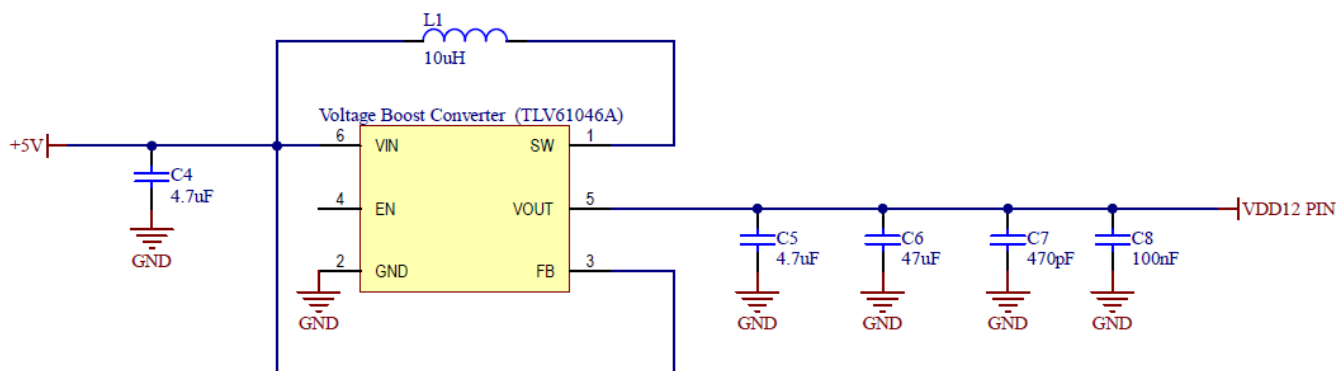 L1
10uH
Voltage Boost Converter (TLV61046A)
+5V
6
VIN
SW
1
C4
4.7uF
GND
4
EN
VOUT
5
VDD12 PIN
2
GND
FB
3
GND
C5
4.7uF
GND
C6
47uF
GND
C7
470pF
GND
C8
100nF
GND